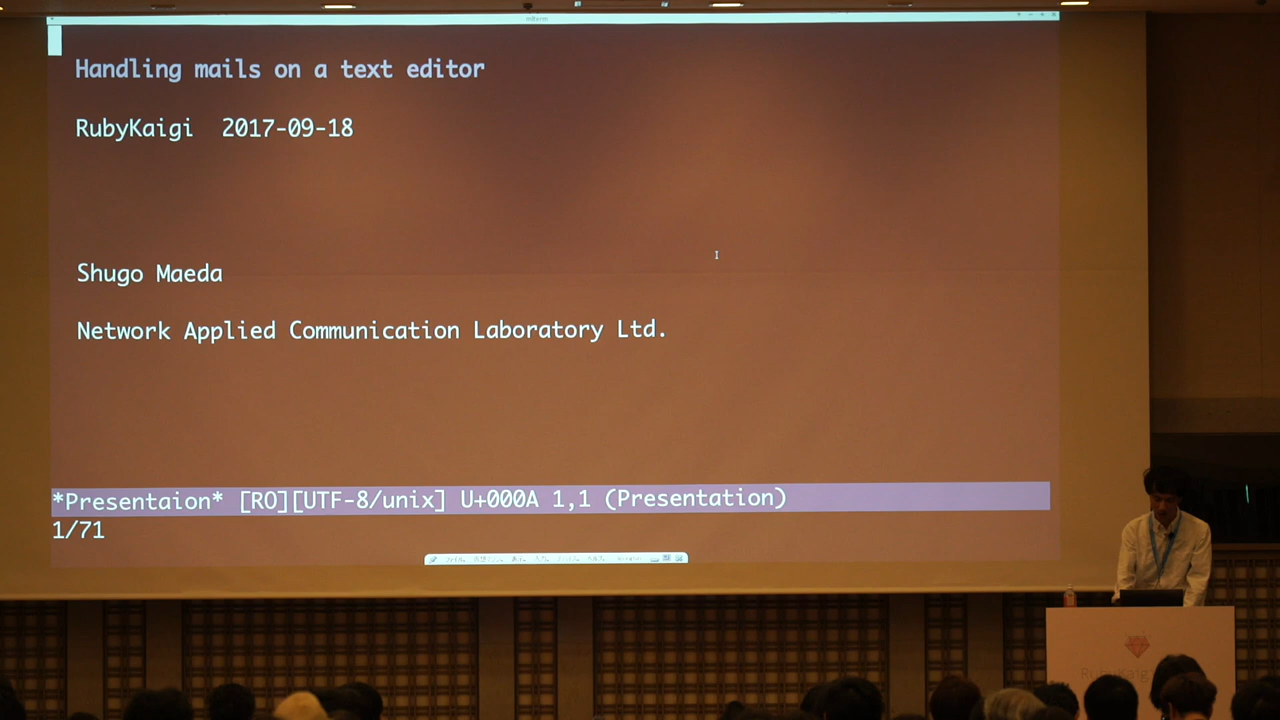 Handling mails on a text editor
RubyKaigi 2017-09-18
Shugo Maeda
Network Applied Communication Laboratory Ltd.
*Presentaion* [RO][UTF-8/unix] U+000A 1,1 (Presentation)
1/71
RubyKaigi